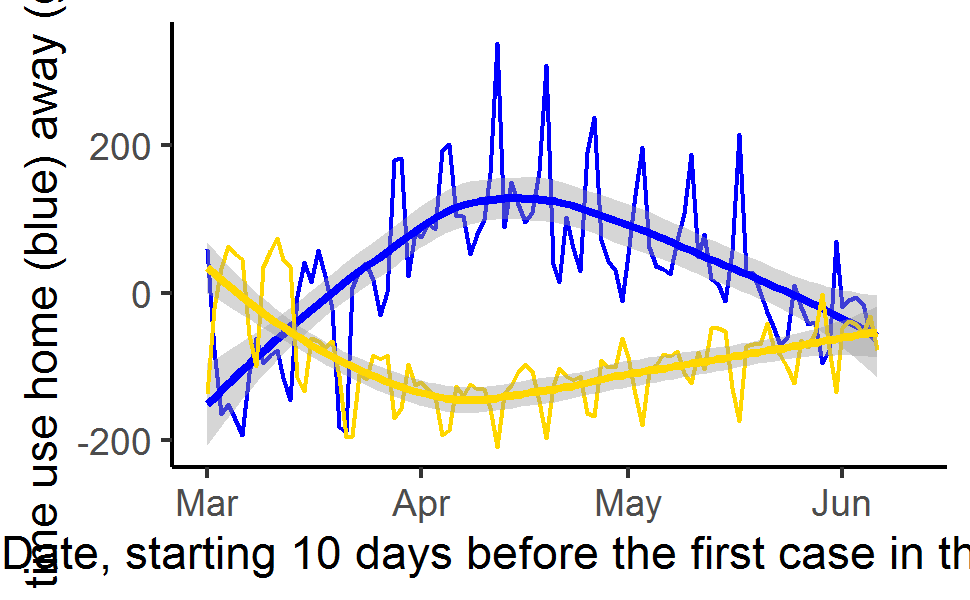 time use home (blue) away (
200
0
-200
Mar Apr May Jun
Date, starting 10 days before the first case in th